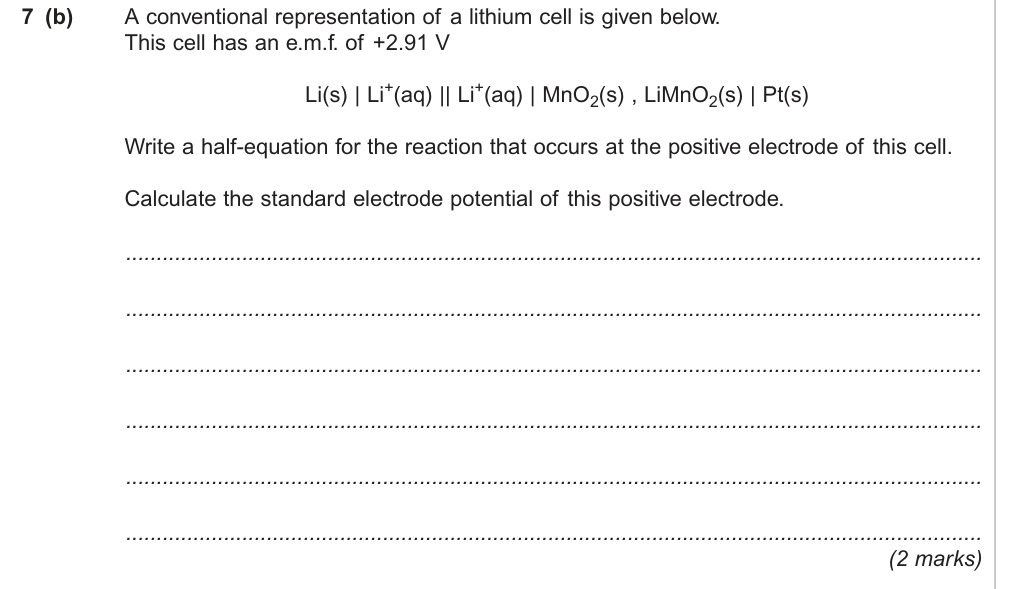 7 (b) A conventional representation of a lithium cell is given below.
This cell has an e.m.f. of +2.91 V
Li(s) | Li⁺(aq) || Li⁺(aq) | MnO₂(s) , LiMnO₂(s) | Pt(s)
Write a half-equation for the reaction that occurs at the positive electrode of this cell.
Calculate the standard electrode potential of this positive electrode.
(2 marks)